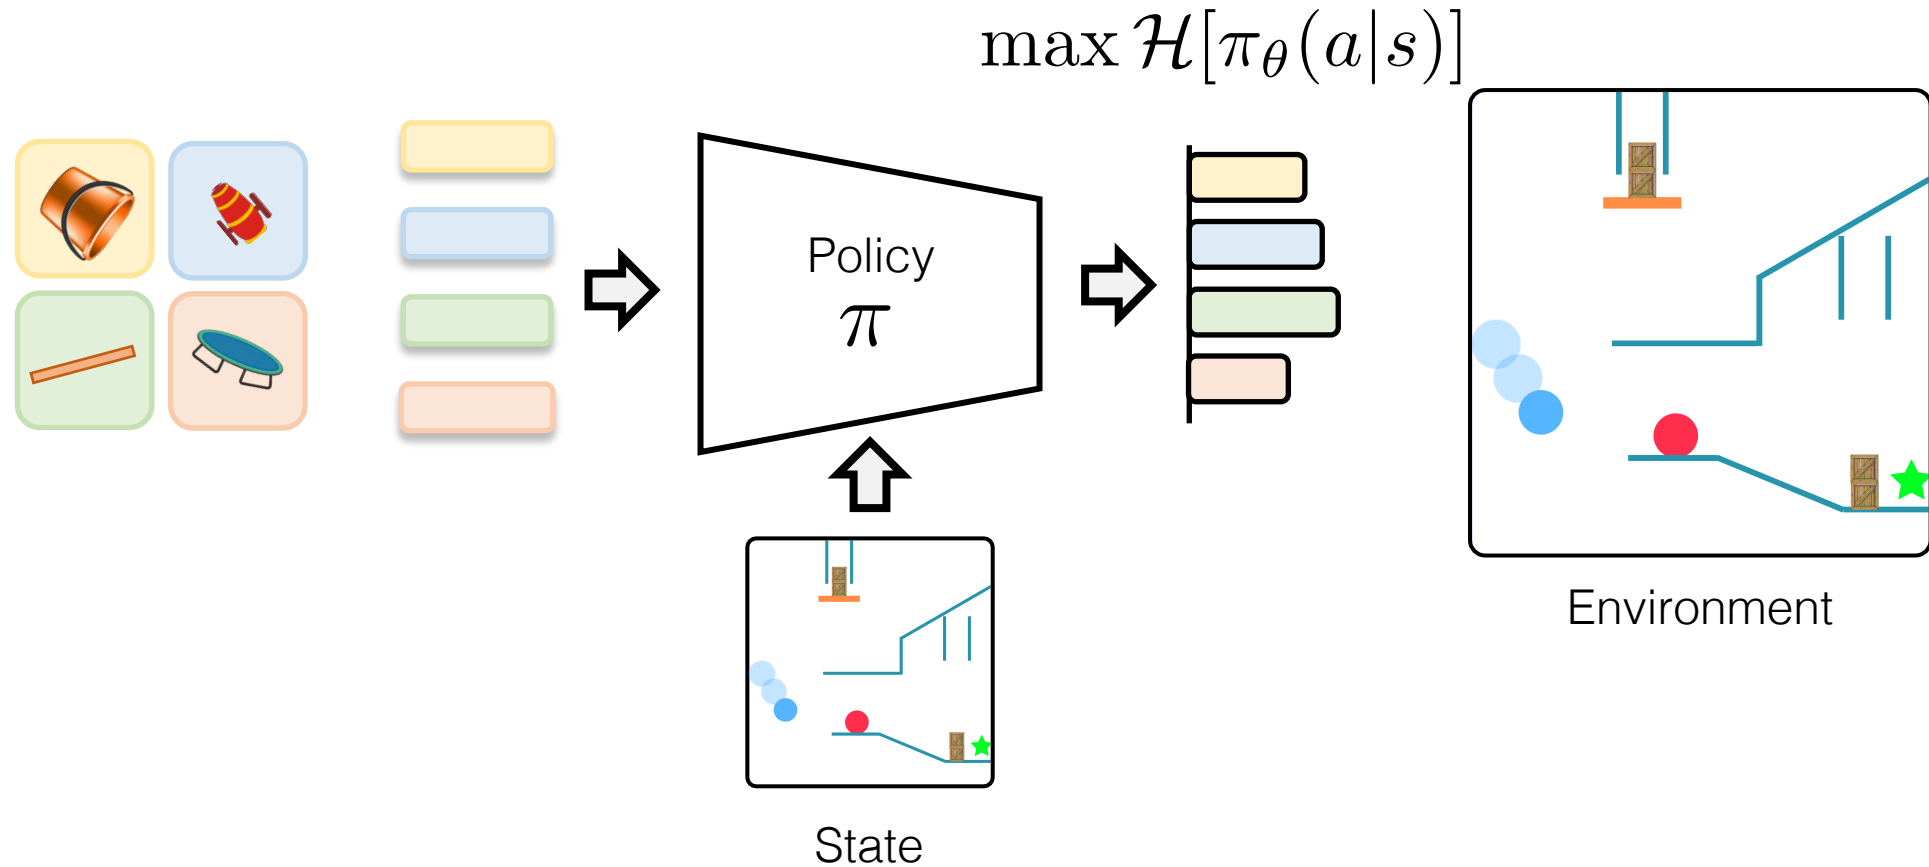 max ℋ[π_θ(a|s)]
Policy
π
Environment
State